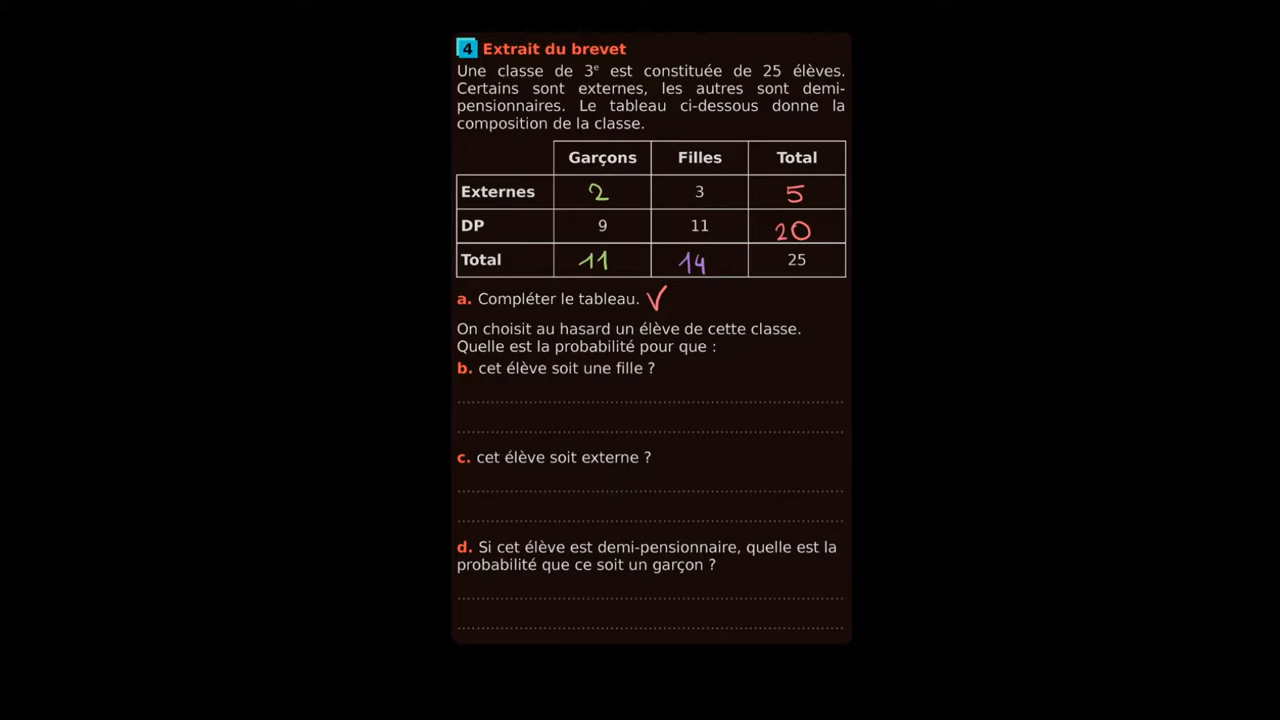 4 Extrait du brevet
Une classe de 3e est constituée de 25 élèves.
Certains sont externes, les autres sont demi-
pensionnaires. Le tableau ci-dessous donne la
composition de la classe.
Garçons Filles Total
Externes 2 3 5
DP 9 11 20
Total 11 14 25
a. Compléter le tableau. ✓
On choisit au hasard un élève de cette classe.
Quelle est la probabilité pour que :
b. cet élève soit une fille ?
c. cet élève soit externe ?
d. Si cet élève est demi-pensionnaire, quelle est la
probabilité que ce soit un garçon ?